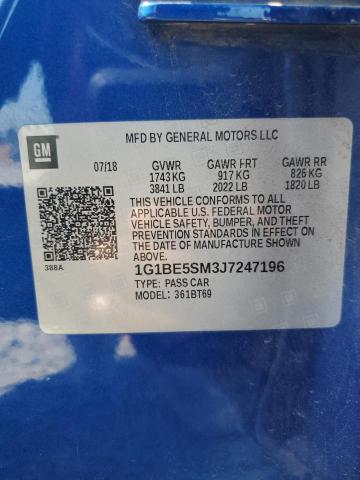 GM
MFD BY GENERAL MOTORS LLC
07/18 GVWR GAWR FRT GAWR RR
1743 KG 917 KG 826 KG
3841 LB 2022 LB 1820 LB
THIS VEHICLE CONFORMS TO ALL
APPLICABLE U.S. FEDERAL MOTOR
VEHICLE SAFETY, BUMPER, AND THEFT
PREVENTION STANDARDS IN EFFECT ON
THE DATE OF MANUFACTURE SHOWN ABOVE.
388A
1G1BE5SM3J7247196
TYPE: PASS CAR
MODEL: 361BT69